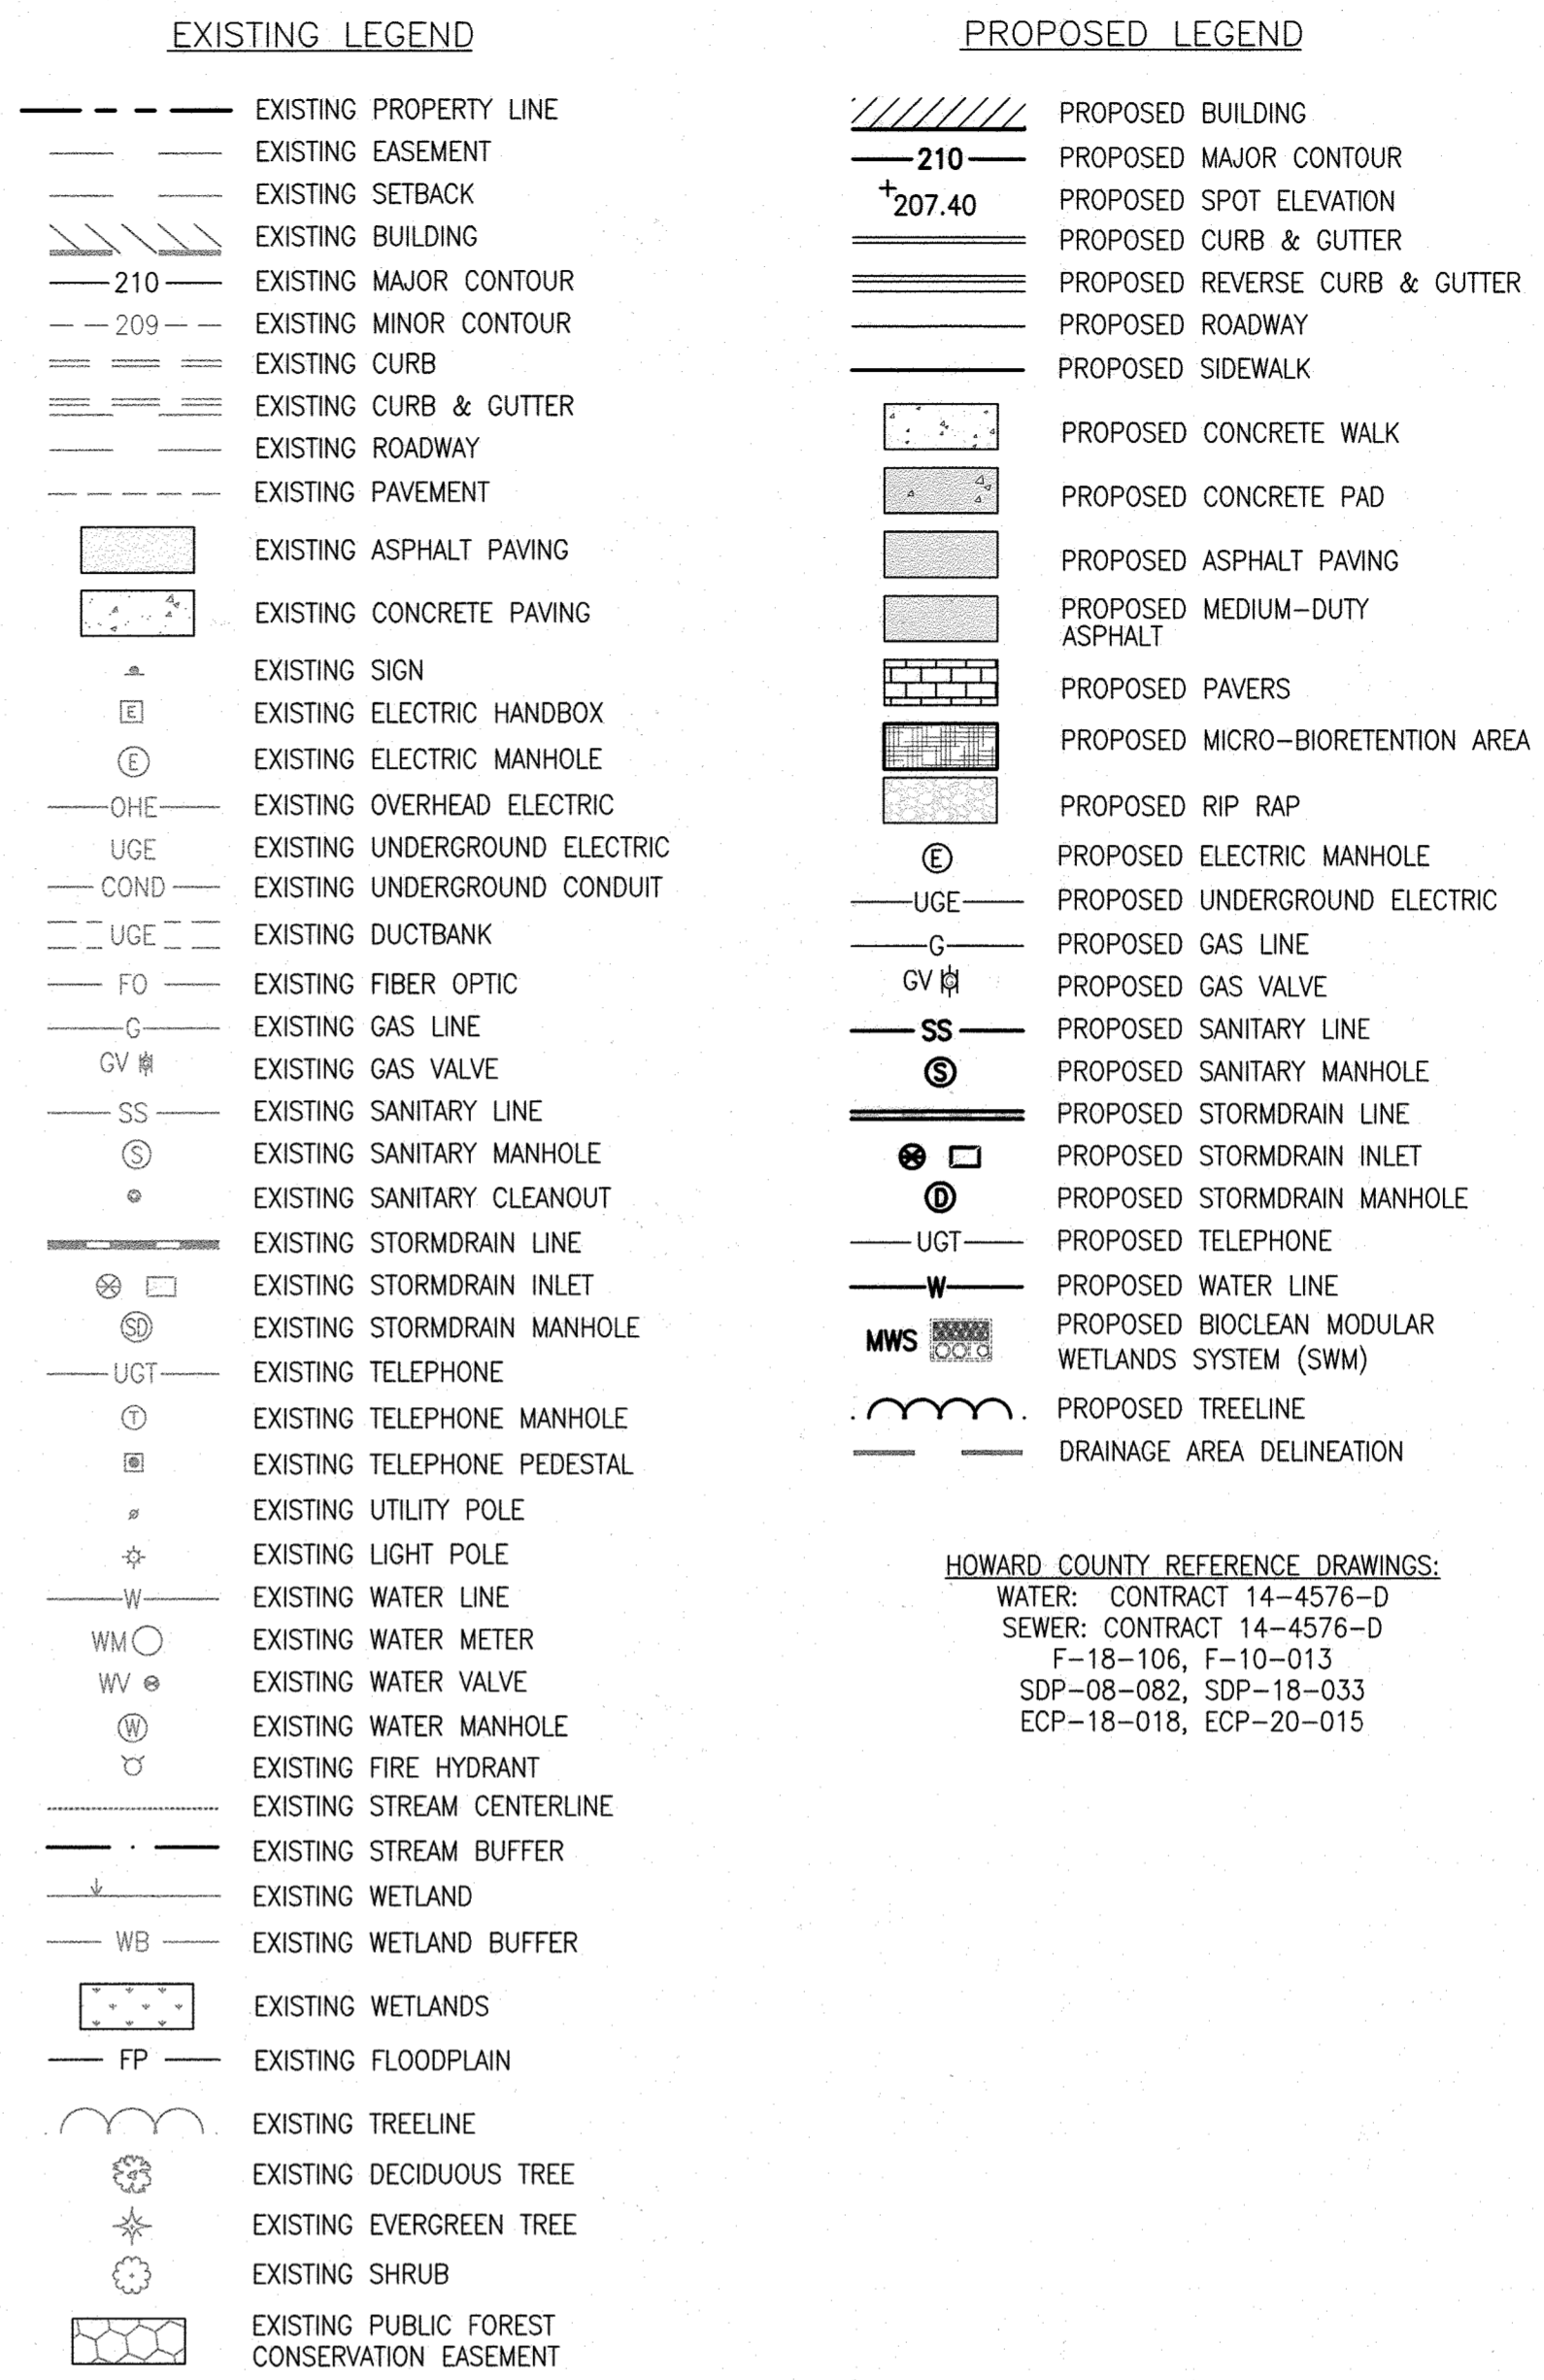 EXISTING LEGEND
EXISTING PROPERTY LINE
EXISTING EASEMENT
EXISTING SETBACK
EXISTING BUILDING
210 EXISTING MAJOR CONTOUR
209 EXISTING MINOR CONTOUR
EXISTING CURB
EXISTING CURB & GUTTER
EXISTING ROADWAY
EXISTING PAVEMENT
EXISTING ASPHALT PAVING
EXISTING CONCRETE PAVING
EXISTING SIGN
E EXISTING ELECTRIC HANDBOX
E EXISTING ELECTRIC MANHOLE
OHE EXISTING OVERHEAD ELECTRIC
UGE EXISTING UNDERGROUND ELECTRIC
COND EXISTING UNDERGROUND CONDUIT
UGE EXISTING DUCTBANK
FO EXISTING FIBER OPTIC
G EXISTING GAS LINE
GV EXISTING GAS VALVE
SS EXISTING SANITARY LINE
S EXISTING SANITARY MANHOLE
EXISTING SANITARY CLEANOUT
EXISTING STORMDRAIN LINE
EXISTING STORMDRAIN INLET
SD EXISTING STORMDRAIN MANHOLE
UGT EXISTING TELEPHONE
T EXISTING TELEPHONE MANHOLE
EXISTING TELEPHONE PEDESTAL
EXISTING UTILITY POLE
EXISTING LIGHT POLE
W EXISTING WATER LINE
WM EXISTING WATER METER
WV EXISTING WATER VALVE
W EXISTING WATER MANHOLE
EXISTING FIRE HYDRANT
EXISTING STREAM CENTERLINE
EXISTING STREAM BUFFER
EXISTING WETLAND
WB EXISTING WETLAND BUFFER
EXISTING WETLANDS
FP EXISTING FLOODPLAIN
EXISTING TREELINE
EXISTING DECIDUOUS TREE
EXISTING EVERGREEN TREE
EXISTING SHRUB
EXISTING PUBLIC FOREST
CONSERVATION EASEMENT
PROPOSED LEGEND
PROPOSED BUILDING
210 PROPOSED MAJOR CONTOUR
+207.40 PROPOSED SPOT ELEVATION
PROPOSED CURB & GUTTER
PROPOSED REVERSE CURB & GUTTER
PROPOSED ROADWAY
PROPOSED SIDEWALK
PROPOSED CONCRETE WALK
PROPOSED CONCRETE PAD
PROPOSED ASPHALT PAVING
PROPOSED MEDIUM-DUTY
ASPHALT
PROPOSED PAVERS
PROPOSED MICRO-BIORETENTION AREA
PROPOSED RIP RAP
E PROPOSED ELECTRIC MANHOLE
UGE PROPOSED UNDERGROUND ELECTRIC
G PROPOSED GAS LINE
GV G PROPOSED GAS VALVE
SS PROPOSED SANITARY LINE
S PROPOSED SANITARY MANHOLE
PROPOSED STORMDRAIN LINE
PROPOSED STORMDRAIN INLET
D PROPOSED STORMDRAIN MANHOLE
UGT PROPOSED TELEPHONE
W PROPOSED WATER LINE
MWS PROPOSED BIOCLEAN MODULAR
WETLANDS SYSTEM (SWM)
PROPOSED TREELINE
DRAINAGE AREA DELINEATION
HOWARD COUNTY REFERENCE DRAWINGS:
WATER: CONTRACT 14-4576-D
SEWER: CONTRACT 14-4576-D
F-18-106, F-10-013
SDP-08-082, SDP-18-033
ECP-18-018, ECP-20-015